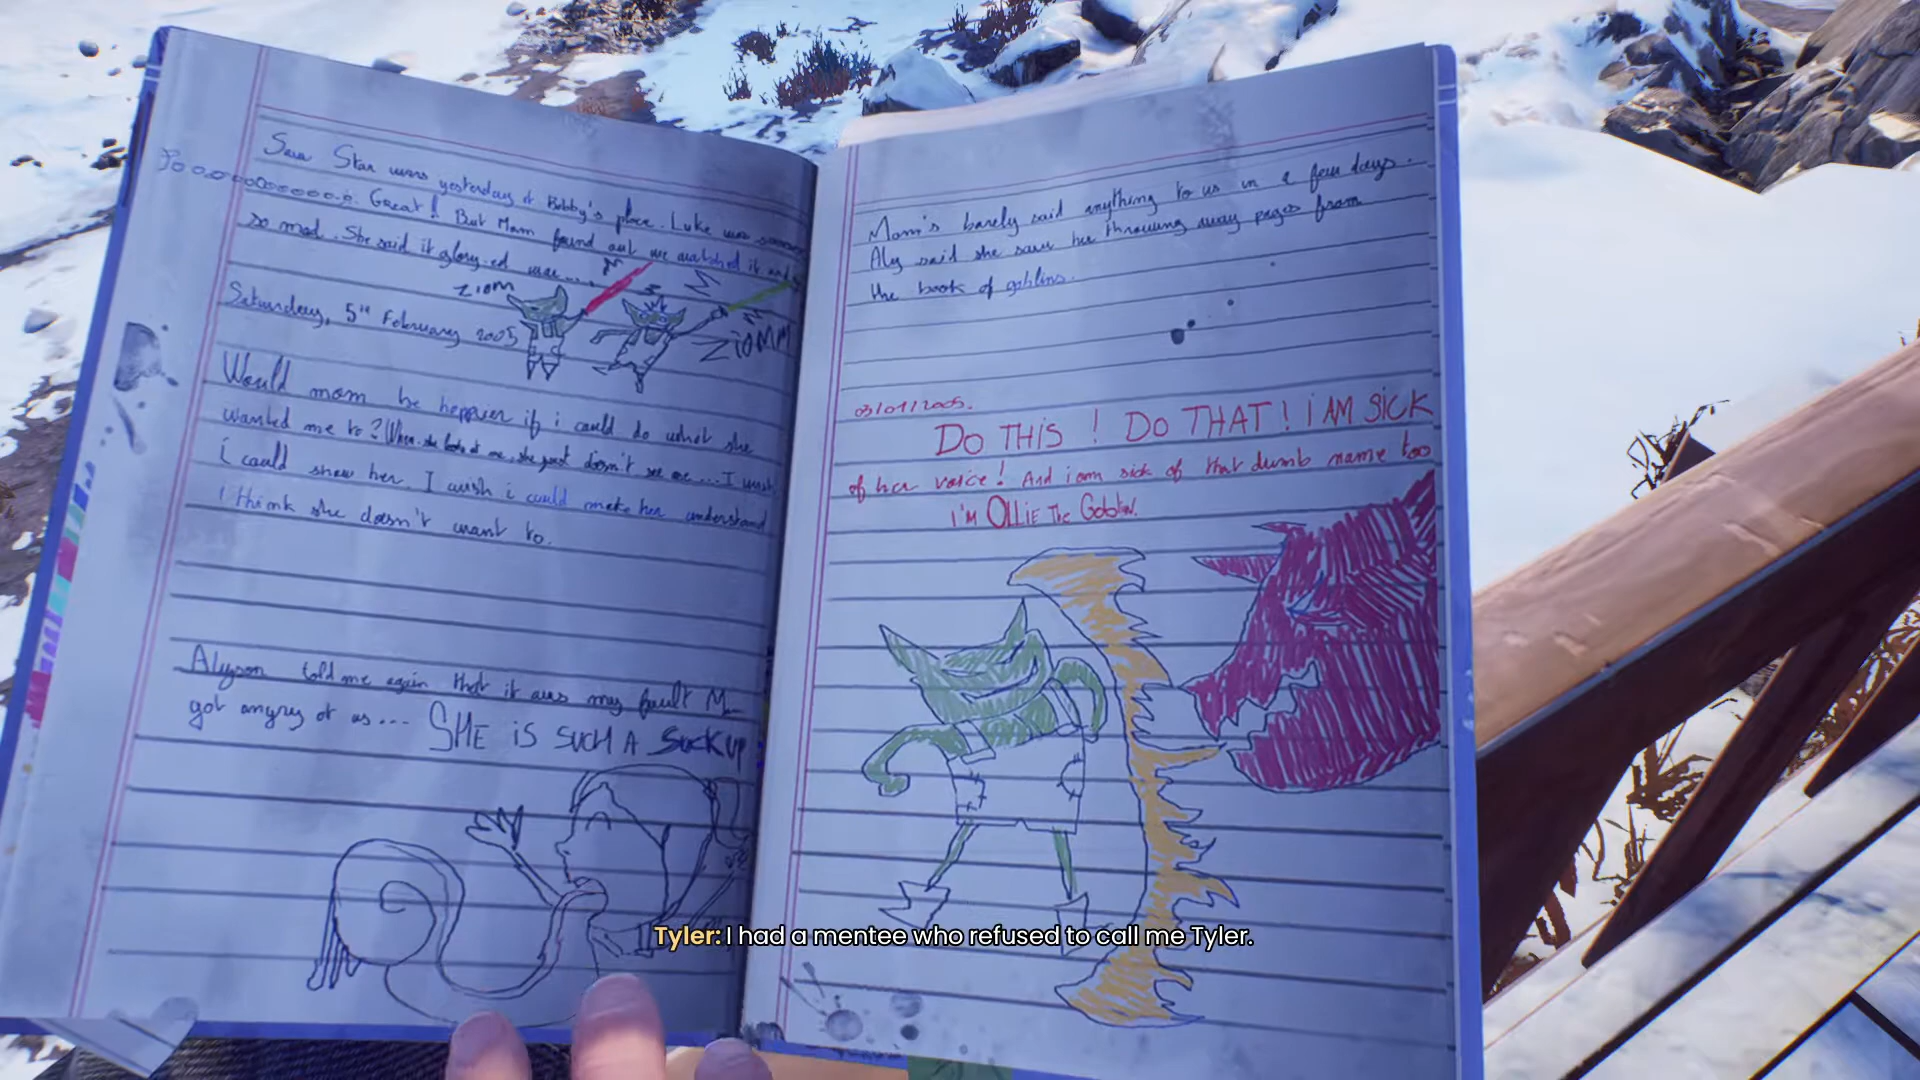 Saw Star wars yesterday at Bobby's place. Luke was
so cool. Great! But Mom found out we watched it and
so mad. She said it glory-ed war...
ZIOM
ZIOMM
Saturday, 5th February 2005
Would mom be happier if i could do what she
wanted me to? When she looks at me, she just doesn't see me... I wish
i could show her. I wish i could make her understand
i think she doesn't want to.
Alyson told me again that it was my fault M
got angry at us... SHE iS SUCH A SUCK UP
Mom's barely said anything to us in a few days.
Aly said she saw her throwing away pages from
the book of goblins.
03/01/2005.
DO THIS! DO THAT! I AM SICK
of her voice! And i am sick of that dumb name too
I'M OLLIE The Goblin!
Tyler: I had a mentee who refused to call me Tyler.